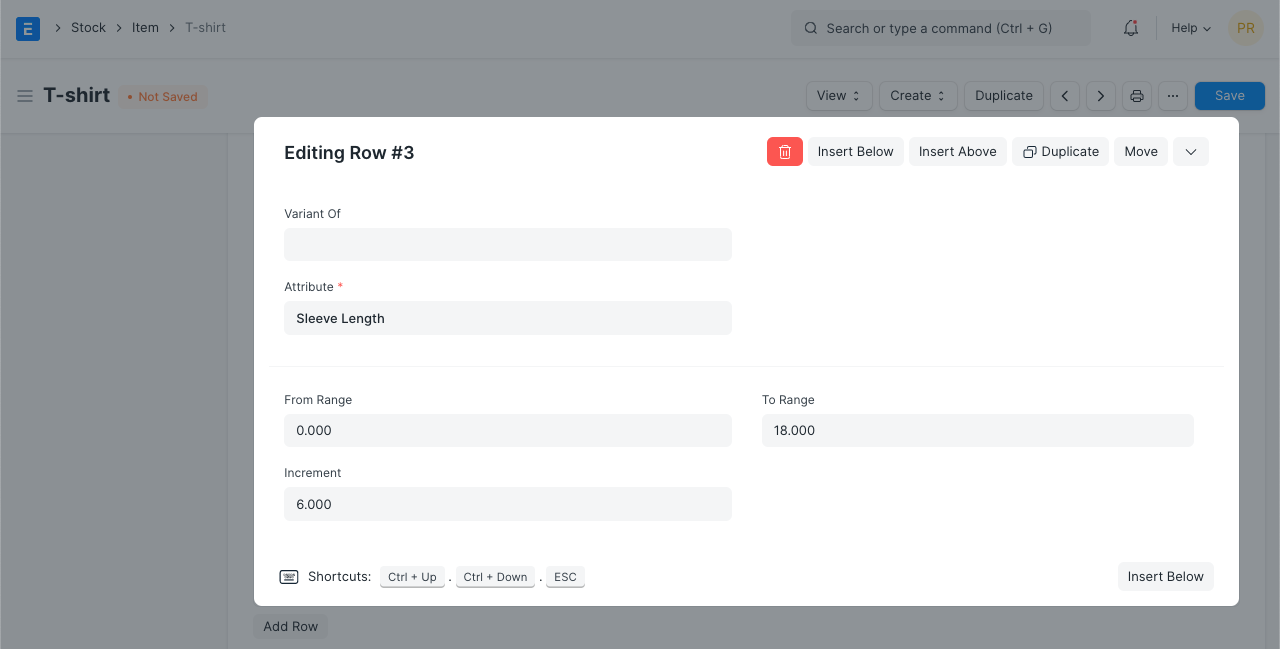 E > Stock > Item > T-shirt Search or type a command (Ctrl + G) Help PR
T-shirt • Not Saved View Create Duplicate ... Save
Editing Row #3 Insert Below Insert Above Duplicate Move
Variant Of
Attribute *
Sleeve Length
From Range To Range
0.000 18.000
Increment
6.000
Shortcuts: Ctrl + Up . Ctrl + Down . ESC Insert Below
Add Row